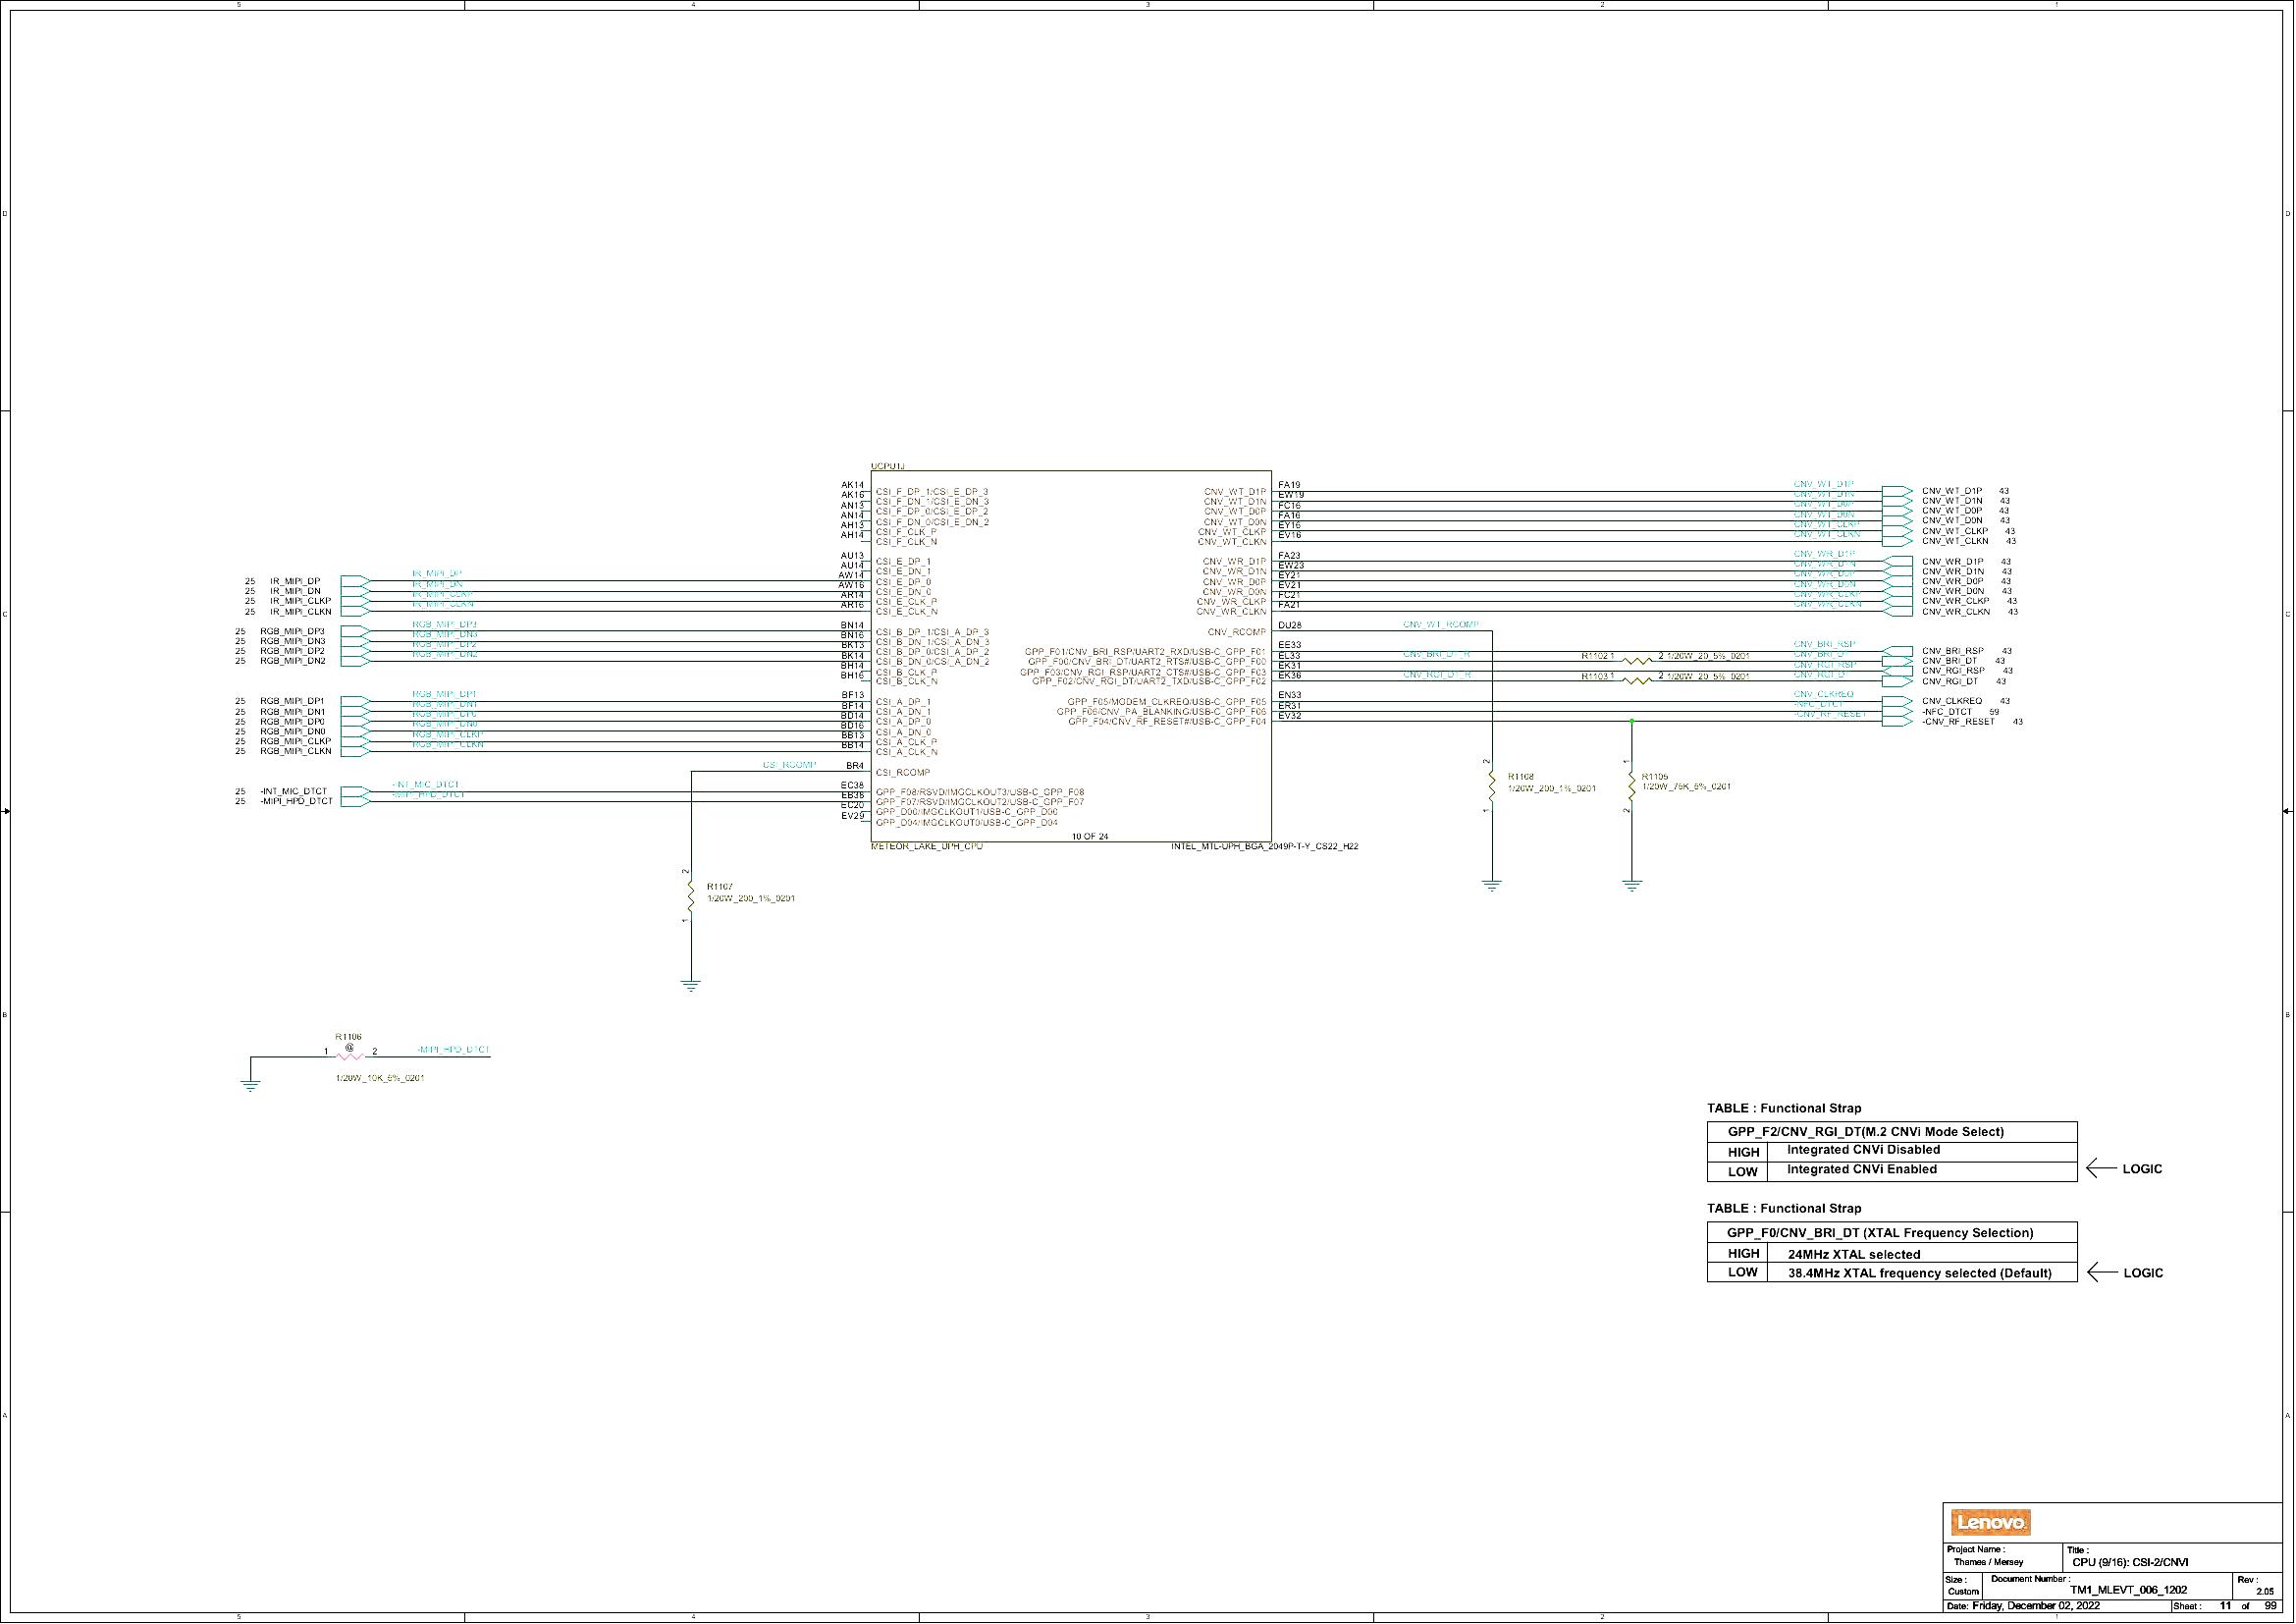 5 4 3 2 1
D D
C C
B B
A A
UCPU1J
AK14 CSI_F_DP_1/CSI_E_DP_3
AK16 CSI_F_DN_1/CSI_E_DN_3
AN13 CSI_F_DP_0/CSI_E_DP_2
AN14 CSI_F_DN_0/CSI_E_DN_2
AH13 CSI_F_CLK_P
AH14 CSI_F_CLK_N
AU13 CSI_E_DP_1
AU14 CSI_E_DN_1
25 IR_MIPI_DP IR_MIPI_DP AW14 CSI_E_DP_0
25 IR_MIPI_DN IR_MIPI_DN AW16 CSI_E_DN_0
25 IR_MIPI_CLKP IR_MIPI_CLKP AR14 CSI_E_CLK_P
25 IR_MIPI_CLKN IR_MIPI_CLKN AR16 CSI_E_CLK_N
25 RGB_MIPI_DP3 RGB_MIPI_DP3 BN14 CSI_B_DP_1/CSI_A_DP_3
25 RGB_MIPI_DN3 RGB_MIPI_DN3 BN16 CSI_B_DN_1/CSI_A_DN_3
25 RGB_MIPI_DP2 RGB_MIPI_DP2 BK13 CSI_B_DP_0/CSI_A_DP_2
25 RGB_MIPI_DN2 RGB_MIPI_DN2 BK14 CSI_B_DN_0/CSI_A_DN_2
BH14 CSI_B_CLK_P
BH16 CSI_B_CLK_N
25 RGB_MIPI_DP1 RGB_MIPI_DP1 BF13 CSI_A_DP_1
25 RGB_MIPI_DN1 RGB_MIPI_DN1 BF14 CSI_A_DN_1
25 RGB_MIPI_DP0 RGB_MIPI_DP0 BD14 CSI_A_DP_0
25 RGB_MIPI_DN0 RGB_MIPI_DN0 BD16 CSI_A_DN_0
25 RGB_MIPI_CLKP RGB_MIPI_CLKP BB13 CSI_A_CLK_P
25 RGB_MIPI_CLKN RGB_MIPI_CLKN BB14 CSI_A_CLK_N
CSI_RCOMP BR4 CSI_RCOMP
25 -INT_MIC_DTCT -INT_MIC_DTCT EC38 GPP_F08/RSVD/IMGCLKOUT3/USB-C_GPP_F08
25 -MIPI_HPD_DTCT -MIPI_HPD_DTCT EB38 GPP_F07/RSVD/IMGCLKOUT2/USB-C_GPP_F07
EC20 GPP_D00/IMGCLKOUT1/USB-C_GPP_D00
EV29 GPP_D04/IMGCLKOUT0/USB-C_GPP_D04
10 OF 24
METEOR_LAKE_UPH_CPU INTEL_MTL-UPH_BGA_2049P-T-Y_CS22_H22
CNV_WT_D1P FA19 CNV_WT_D1P CNV_WT_D1P 43
CNV_WT_D1N EW19 CNV_WT_D1N CNV_WT_D1N 43
CNV_WT_D0P FC16 CNV_WT_D0P CNV_WT_D0P 43
CNV_WT_D0N FA16 CNV_WT_D0N CNV_WT_D0N 43
CNV_WT_CLKP EY16 CNV_WT_CLKP CNV_WT_CLKP 43
CNV_WT_CLKN EV16 CNV_WT_CLKN CNV_WT_CLKN 43
CNV_WR_D1P FA23 CNV_WR_D1P CNV_WR_D1P 43
CNV_WR_D1N EW23 CNV_WR_D1N CNV_WR_D1N 43
CNV_WR_D0P EY21 CNV_WR_D0P CNV_WR_D0P 43
CNV_WR_D0N EV21 CNV_WR_D0N CNV_WR_D0N 43
CNV_WR_CLKP FC21 CNV_WR_CLKP CNV_WR_CLKP 43
CNV_WR_CLKN FA21 CNV_WR_CLKN CNV_WR_CLKN 43
CNV_RCOMP DU28 CNV_WT_RCOMP
GPP_F01/CNV_BRI_RSP/UART2_RXD/USB-C_GPP_F01 EE33 CNV_BRI_RSP CNV_BRI_RSP 43
GPP_F00/CNV_BRI_DT/UART2_RTS#/USB-C_GPP_F00 EL33 CNV_BRI_DT_R R1102 1 2 1/20W_20_5%_0201 CNV_BRI_DT CNV_BRI_DT 43
GPP_F03/CNV_RGI_RSP/UART2_CTS#/USB-C_GPP_F03 EK31 CNV_RGI_RSP CNV_RGI_RSP 43
GPP_F02/CNV_RGI_DT/UART2_TXD/USB-C_GPP_F02 EK36 CNV_RGI_DT_R R1103 1 2 1/20W_20_5%_0201 CNV_RGI_DT CNV_RGI_DT 43
GPP_F05/MODEM_CLKREQ/USB-C_GPP_F05 EN33 CNV_CLKREQ CNV_CLKREQ 43
GPP_F06/CNV_PA_BLANKING/USB-C_GPP_F06 ER31 -NFC_DTCT -NFC_DTCT 59
GPP_F04/CNV_RF_RESET#/USB-C_GPP_F04 EV32 -CNV_RF_RESET -CNV_RF_RESET 43
2 R1108 1/20W_200_1%_0201 1
1 R1105 1/20W_75K_5%_0201 2
2 R1107 1/20W_200_1%_0201 1
R1106
@
1 2 -MIPI_HPD_DTCT
1/20W_10K_5%_0201
TABLE : Functional Strap
GPP_F2/CNV_RGI_DT(M.2 CNVi Mode Select)
HIGH Integrated CNVi Disabled
LOW Integrated CNVi Enabled LOGIC
TABLE : Functional Strap
GPP_F0/CNV_BRI_DT (XTAL Frequency Selection)
HIGH 24MHz XTAL selected
LOW 38.4MHz XTAL frequency selected (Default) LOGIC
Lenovo
Project Name : Title :
Thames / Mersey CPU (9/16): CSI-2/CNVI
Size : Document Number : Rev :
Custom TM1_MLEVT_006_1202 2.05
Date: Friday, December 02, 2022 Sheet : 11 of 99
5 4 3 2 1